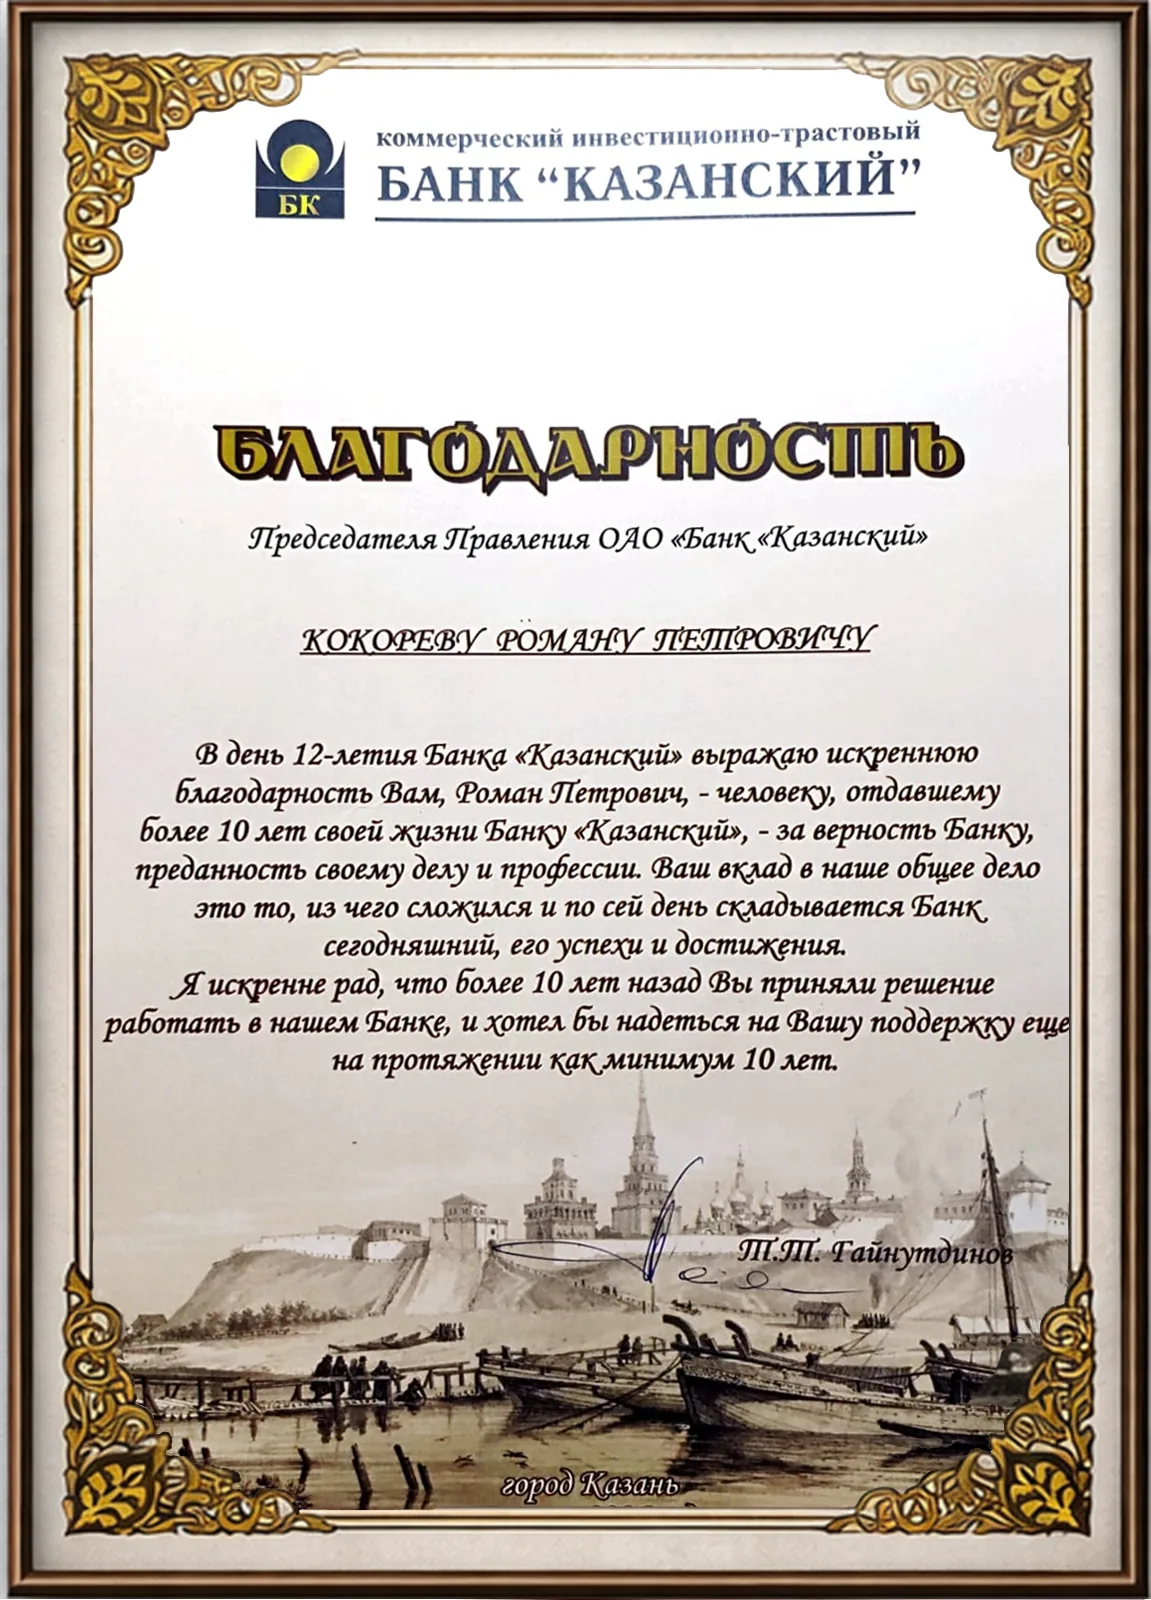 БК
коммерческий инвестиционно-трастовый
БАНК “КАЗАНСКИЙ”
БЛАГОДАРНОСТЬ
Председателя Правления ОАО «Банк «Казанский»
КОКОРЕВУ РОМАНУ ПЕТРОВИЧУ
В день 12-летия Банка «Казанский» выражаю искреннюю
благодарность Вам, Роман Петрович, - человеку, отдавшему
более 10 лет своей жизни Банку «Казанский», - за верность Банку,
преданность своему делу и профессии. Ваш вклад в наше общее дело
это то, из чего сложился и по сей день складывается Банк
сегодняшний, его успехи и достижения.
Я искренне рад, что более 10 лет назад Вы приняли решение
работать в нашем Банке, и хотел бы надеться на Вашу поддержку еще
на протяжении как минимум 10 лет.
Т.Т. Гайнутдинов
город Казань